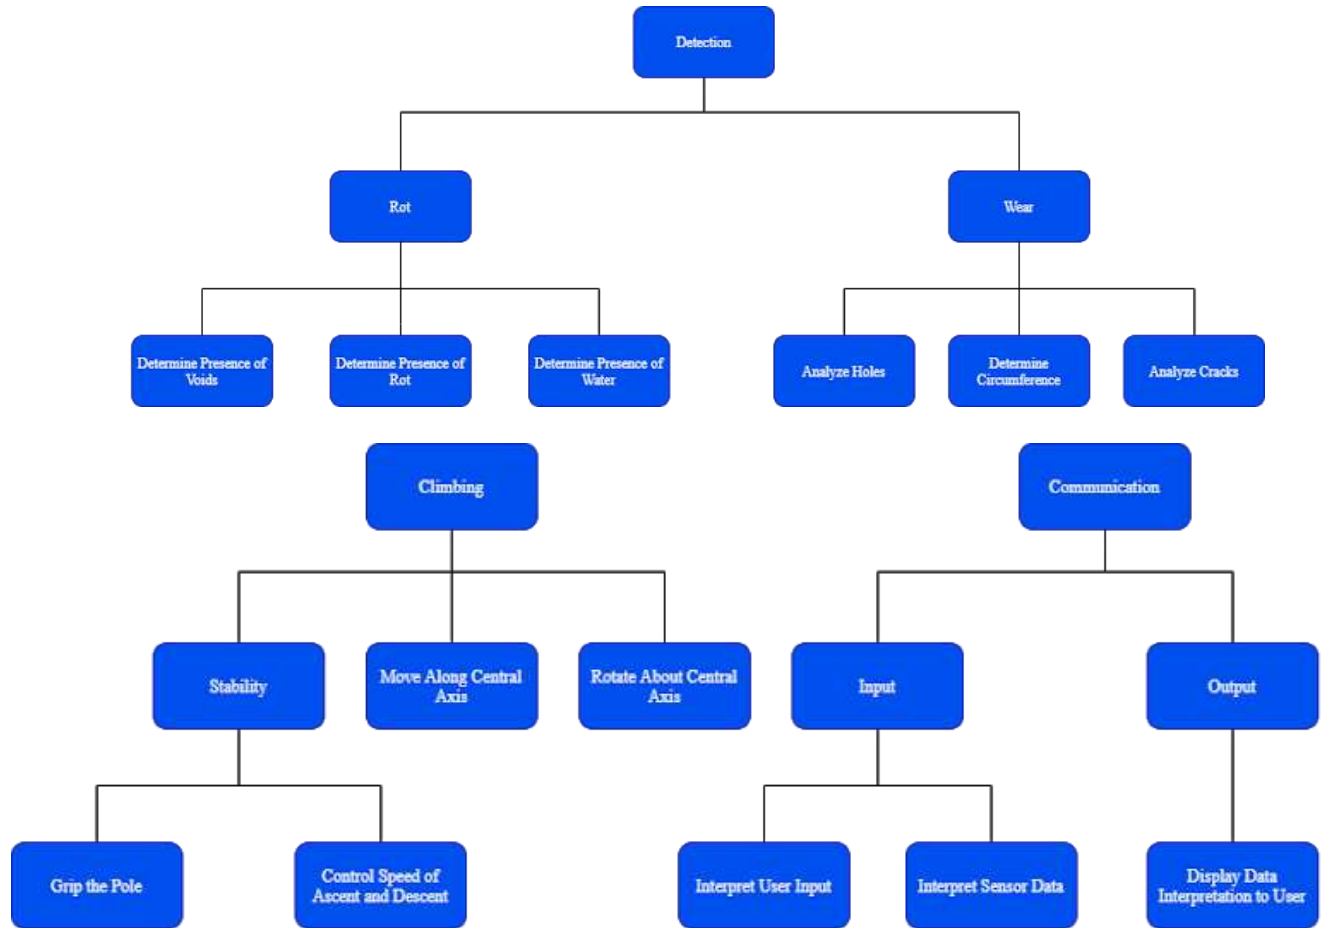 Detection
Rot
Wear
Determine Presence of
Voids
Determine Presence of
Rot
Determine Presence of
Water
Analyze Holes
Determine
Circumference
Analyze Cracks
Climbing
Communication
Stability
Move Along Central
Axis
Rotate About Central
Axis
Input
Output
Grip the Pole
Control Speed of
Ascent and Descent
Interpret User Input
Interpret Sensor Data
Display Data
Interpretation to User